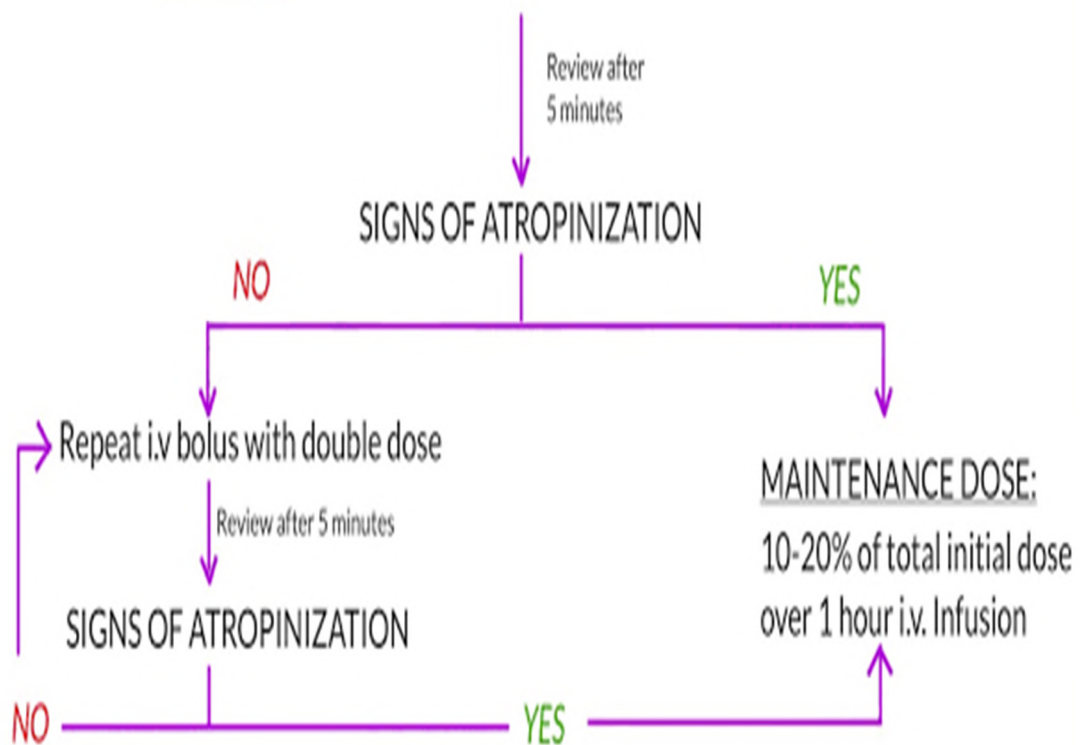 Review after
5 minutes
SIGNS OF ATROPINIZATION
NO
YES
Repeat i.v bolus with double dose
Review after 5 minutes
SIGNS OF ATROPINIZATION
MAINTENANCE DOSE:
10-20% of total initial dose
over 1 hour i.v. Infusion
NO
YES